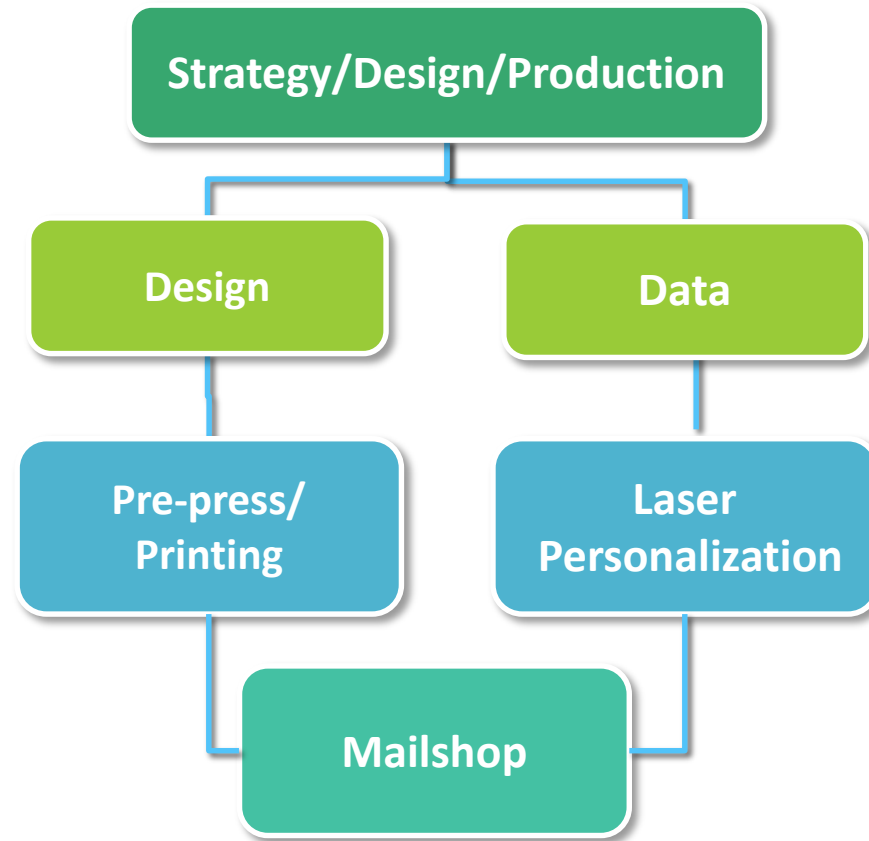 Strategy/Design/Production
Design
Data
Pre-press/
Printing
Laser
Personalization
Mailshop